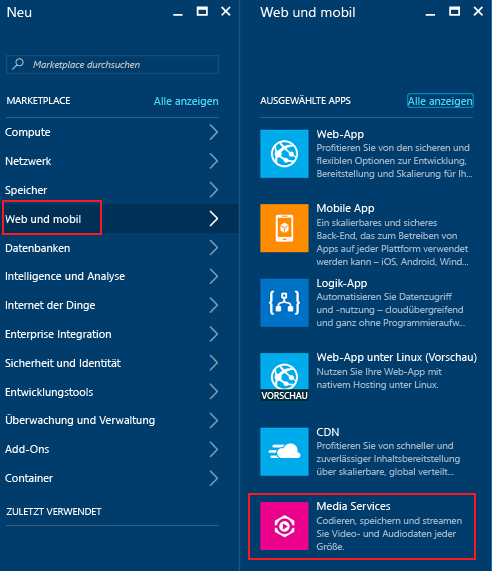 Neu
Marketplace durchsuchen
MARKETPLACE Alle anzeigen
Compute
Netzwerk
Speicher
Web und mobil
Datenbanken
Intelligence und Analyse
Internet der Dinge
Enterprise Integration
Sicherheit und Identität
Entwicklungstools
Überwachung und Verwaltung
Add-Ons
Container
ZULETZT VERWENDET
Web und mobil
AUSGEWÄHLTE APPS Alle anzeigen
Web-App
Profitieren Sie von den sicheren und
flexiblen Optionen zur Entwicklung,
Bereitstellung und Skalierung für Ih...
Mobile App
Ein skalierbares und sicheres
Back-End, das zum Betreiben von
Apps auf jeder Plattform verwendet
werden kann – iOS, Android, Wind...
Logik-App
Automatisieren Sie Datenzugriff
und -nutzung – cloudübergreifend
und ganz ohne Programmieraufw...
Web-App unter Linux (Vorschau)
Nutzen Sie Ihre Web-App mit
nativem Hosting unter Linux.
VORSCHAU
CDN
Profitieren Sie von schneller und
zuverlässiger Inhaltsbereitstellung
über skalierbare, global verteilt...
Media Services
Codieren, speichern und streamen
Sie Video- und Audiodaten jeder
Größe.